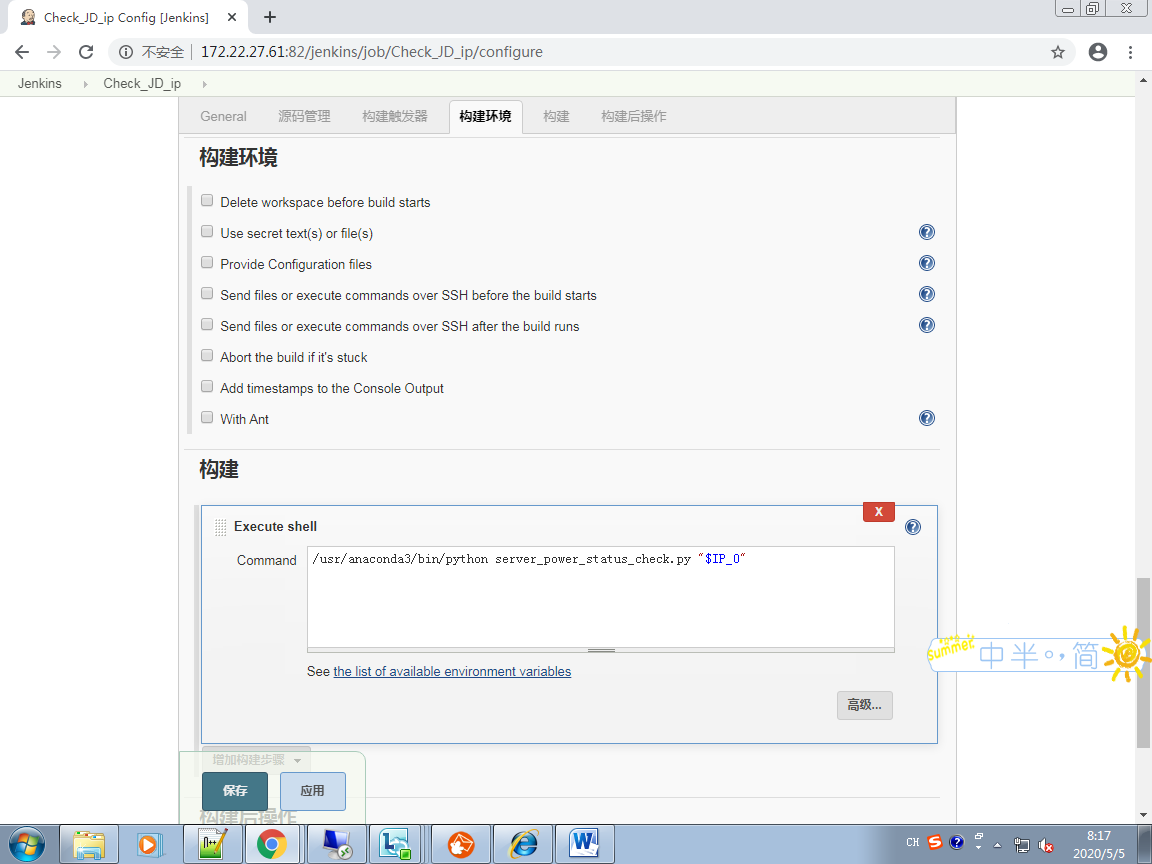 Check_JD_ip Config [Jenkins]
不安全 172.22.27.61:82/jenkins/job/Check_JD_ip/configure
Jenkins Check_JD_ip
General 源码管理 构建触发器 构建环境 构建 构建后操作
构建环境
Delete workspace before build starts
Use secret text(s) or file(s)
Provide Configuration files
Send files or execute commands over SSH before the build starts
Send files or execute commands over SSH after the build runs
Abort the build if it's stuck
Add timestamps to the Console Output
With Ant
构建
X
Execute shell
Command /usr/anaconda3/bin/python server_power_status_check.py "$IP_0"
summer 中 半 简
See the list of available environment variables
高级...
增加构建步骤
保存 应用
构建后操作
CH 8:17
2020/5/5